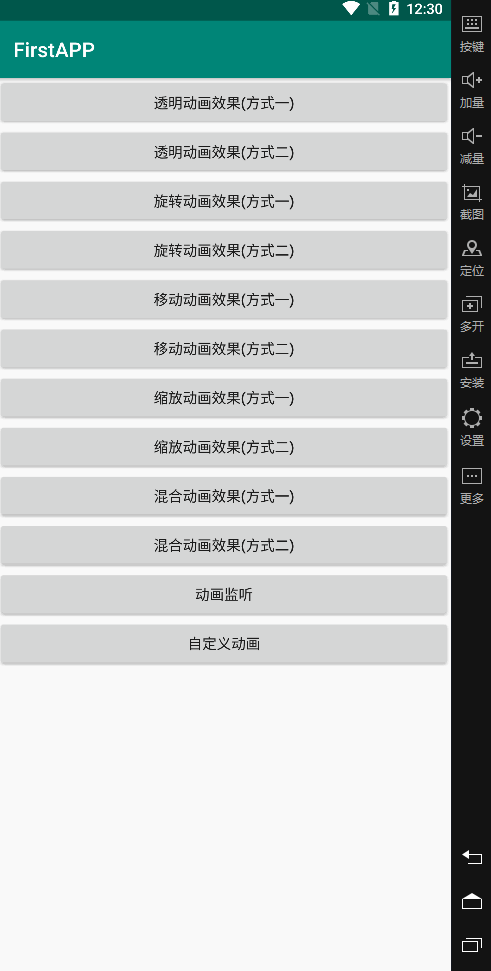 12:30
FirstAPP
透明动画效果(方式一)
透明动画效果(方式二)
旋转动画效果(方式一)
旋转动画效果(方式二)
移动动画效果(方式一)
移动动画效果(方式二)
缩放动画效果(方式一)
缩放动画效果(方式二)
混合动画效果(方式一)
混合动画效果(方式二)
动画监听
自定义动画
按键
加量
减量
截图
定位
多开
安装
设置
更多